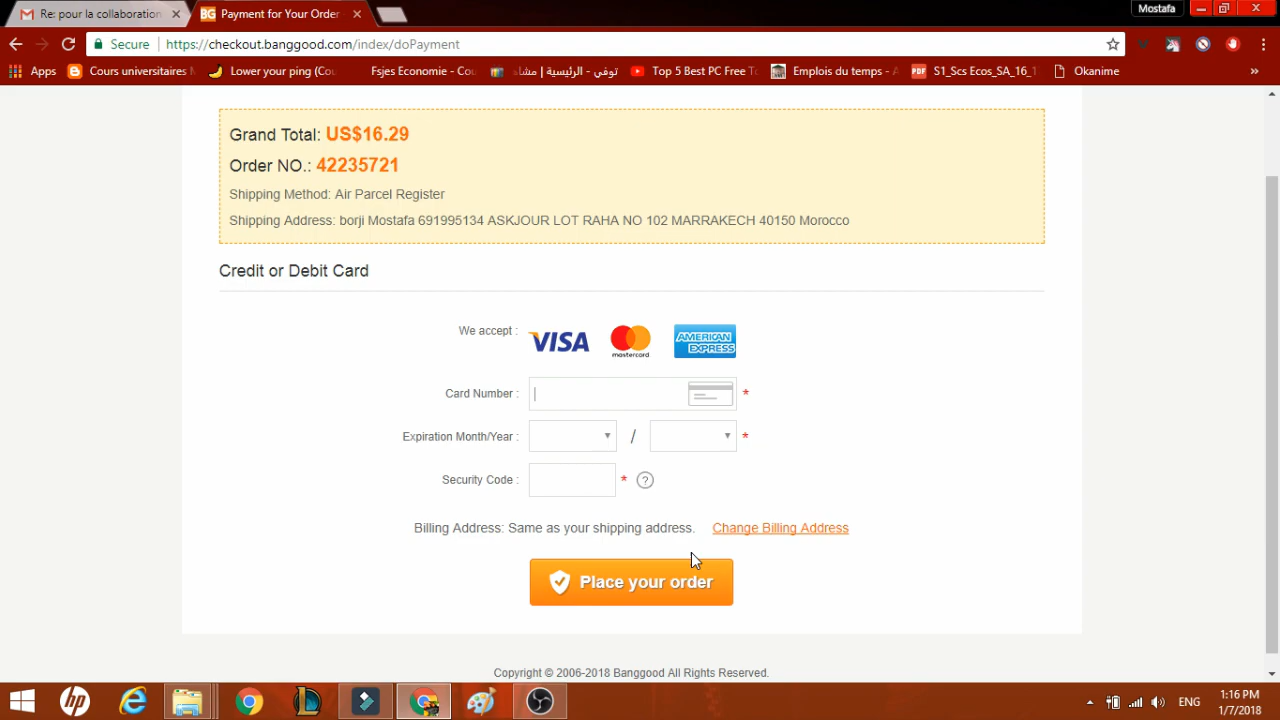 Re: pour la collaboration
BG Payment for Your Order
Mostafa
Secure https://checkout.banggood.com/index/doPayment
Apps Cours universitaires Lower your ping (Cou Fsjes Economie - Cou توفي - الرئيسية | مشاه Top 5 Best PC Free T Emplois du temps - A PDF S1_Scs Ecos_SA_16_1 Okanime »
Grand Total: US$16.29
Order NO.: 42235721
Shipping Method: Air Parcel Register
Shipping Address: borji Mostafa 691995134 ASKJOUR LOT RAHA NO 102 MARRAKECH 40150 Morocco
Credit or Debit Card
We accept : VISA mastercard AMERICAN EXPRESS
Card Number : *
Expiration Month/Year : / *
Security Code : * ?
Billing Address: Same as your shipping address. Change Billing Address
Place your order
Copyright © 2006-2018 Banggood All Rights Reserved.
hp ENG 1:16 PM
1/7/2018